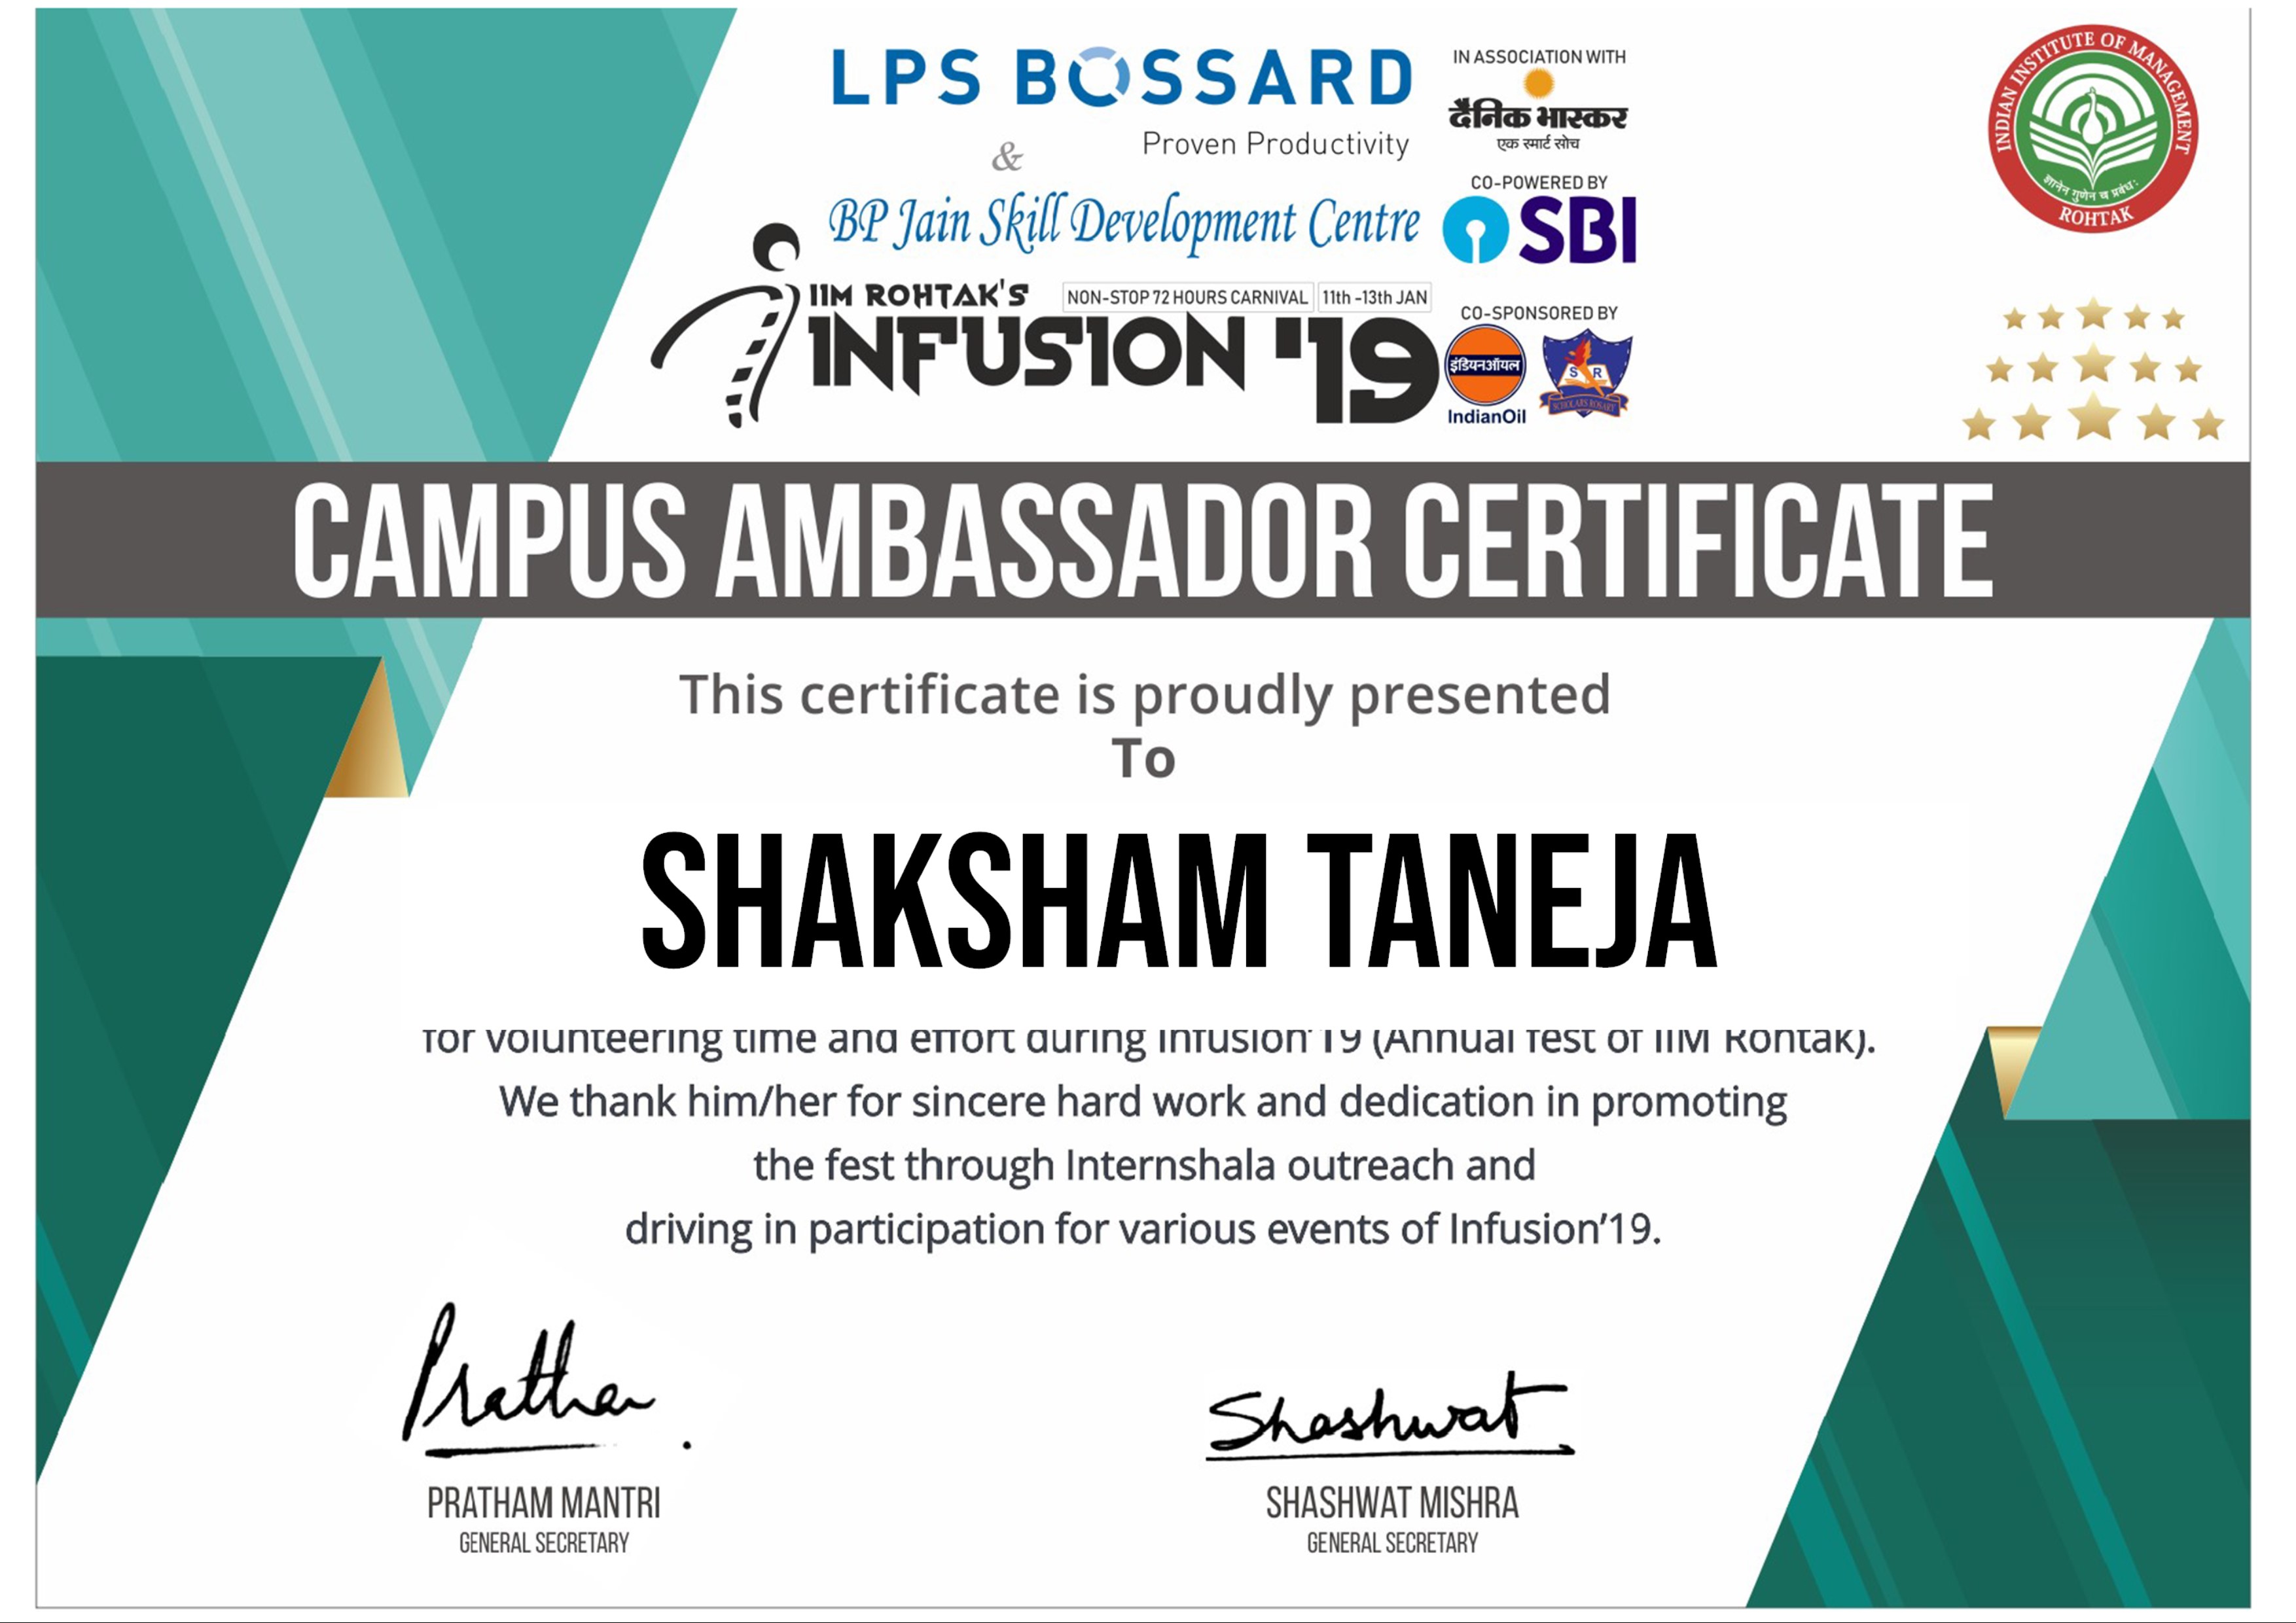 LPS BOSSARD
Proven Productivity
&
BP Jain Skill Development Centre
IN ASSOCIATION WITH
दैनिक भास्कर
एक स्मार्ट सोच
CO-POWERED BY
SBI
IIM ROHTAK'S
NON-STOP 72 HOURS CARNIVAL 11th -13th JAN
INFUSION '19
CO-SPONSORED BY
इंडियनऑयल
IndianOil
S R
SCHOLARS ROSARY
INDIAN INSTITUTE OF MANAGEMENT
ज्ञानेन गुणेन च प्रबंधः
ROHTAK
CAMPUS AMBASSADOR CERTIFICATE
This certificate is proudly presented
To
SHAKSHAM TANEJA
for volunteering time and effort during Infusion'19 (Annual fest of IIM Rohtak).
We thank him/her for sincere hard work and dedication in promoting
the fest through Internshala outreach and
driving in participation for various events of Infusion’19.
Pratham
Shashwat
PRATHAM MANTRI
GENERAL SECRETARY
SHASHWAT MISHRA
GENERAL SECRETARY